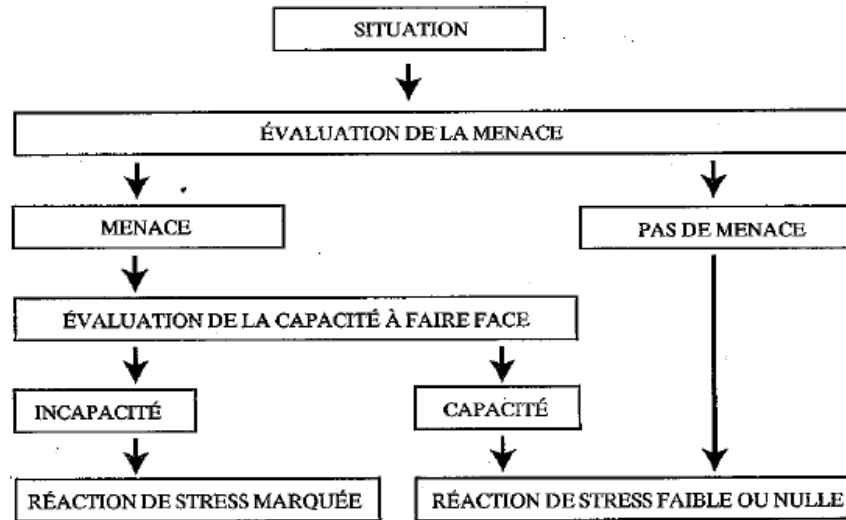 SITUATION
ÉVALUATION DE LA MENACE
MENACE
PAS DE MENACE
ÉVALUATION DE LA CAPACITÉ À FAIRE FACE
INCAPACITÉ
CAPACITÉ
RÉACTION DE STRESS MARQUÉE
RÉACTION DE STRESS FAIBLE OU NULLE